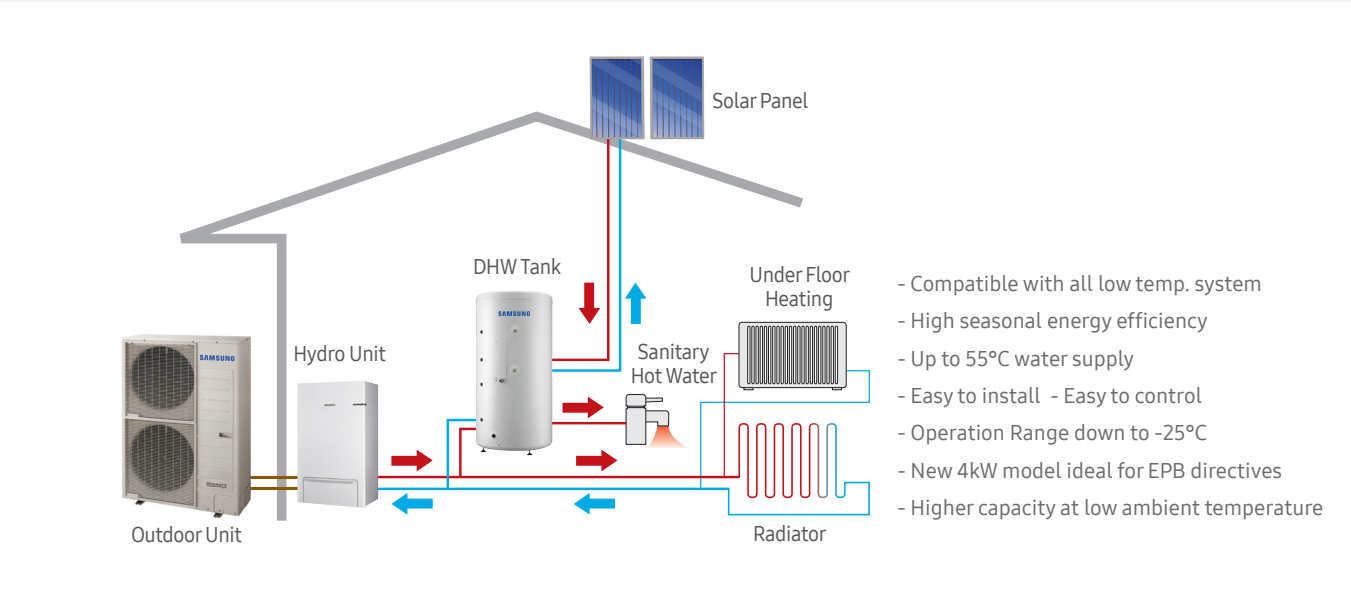 Solar Panel
DHW Tank
SAMSUNG
Under Floor
Heating
Sanitary
Hot Water
Hydro Unit
SAMSUNG
Outdoor Unit
Radiator
- Compatible with all low temp. system
- High seasonal energy efficiency
- Up to 55°C water supply
- Easy to install - Easy to control
- Operation Range down to -25°C
- New 4kW model ideal for EPB directives
- Higher capacity at low ambient temperature